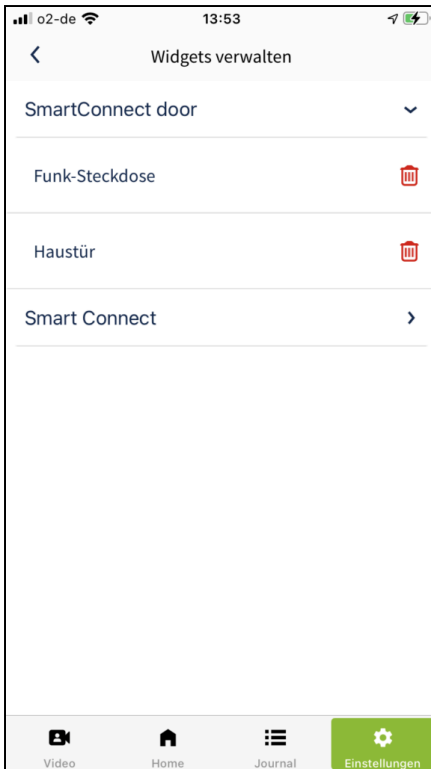 o2-de 13:53
Widgets verwalten
SmartConnect door
Funk-Steckdose
Haustür
Smart Connect
Video Home Journal Einstellungen